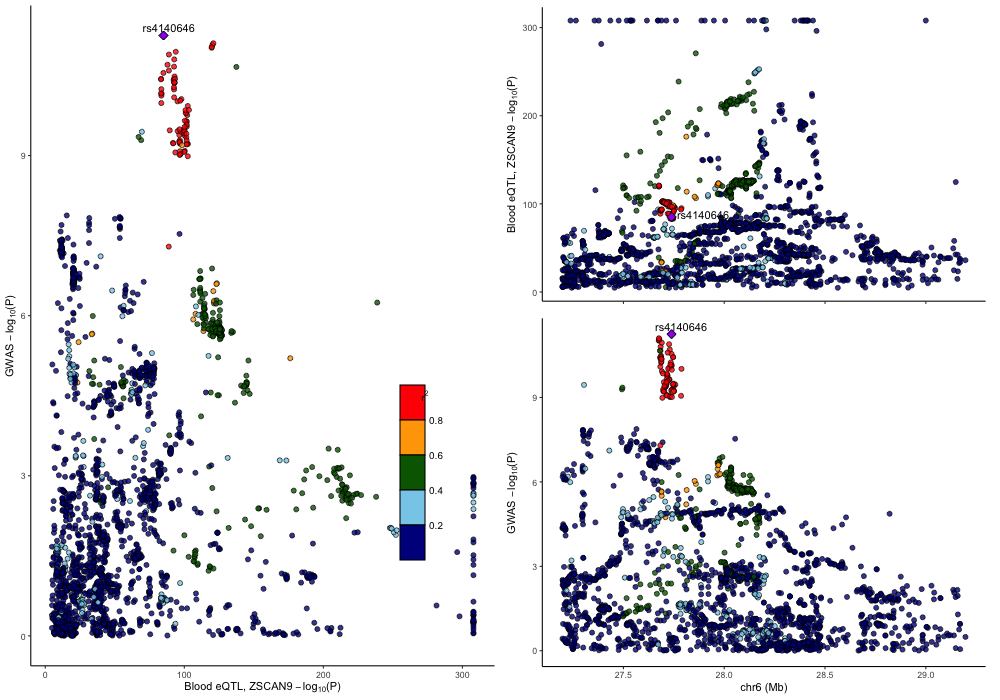 rs4140646
9
6
3
0
GWAS − log10(P)
0
100
200
300
Blood eQTL, ZSCAN9 − log10(P)
r2
0.8
0.6
0.4
0.2
300
200
100
0
Blood eQTL, ZSCAN9 − log10(P)
rs4140646
rs4140646
9
6
3
0
GWAS − log10(P)
27.5
28.0
28.5
29.0
chr6 (Mb)